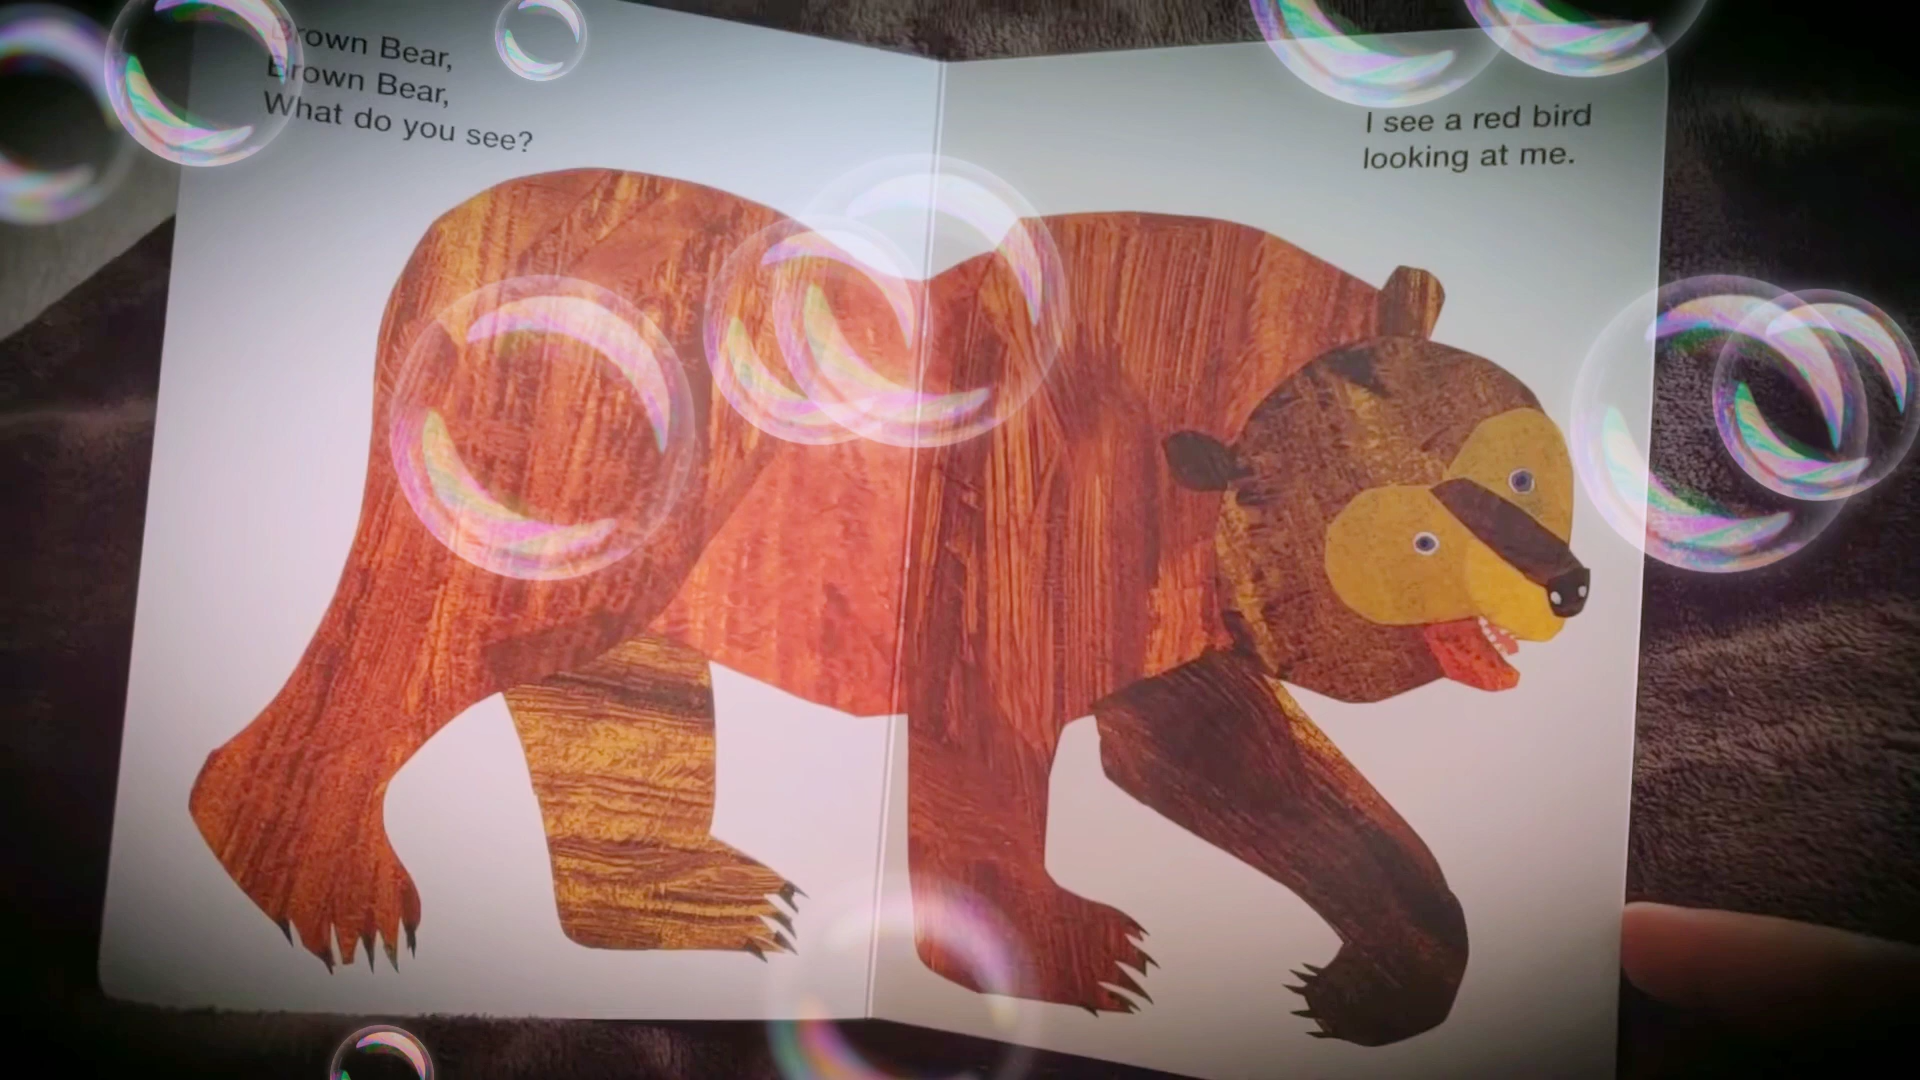 Brown Bear,
Brown Bear,
What do you see?
I see a red bird
looking at me.